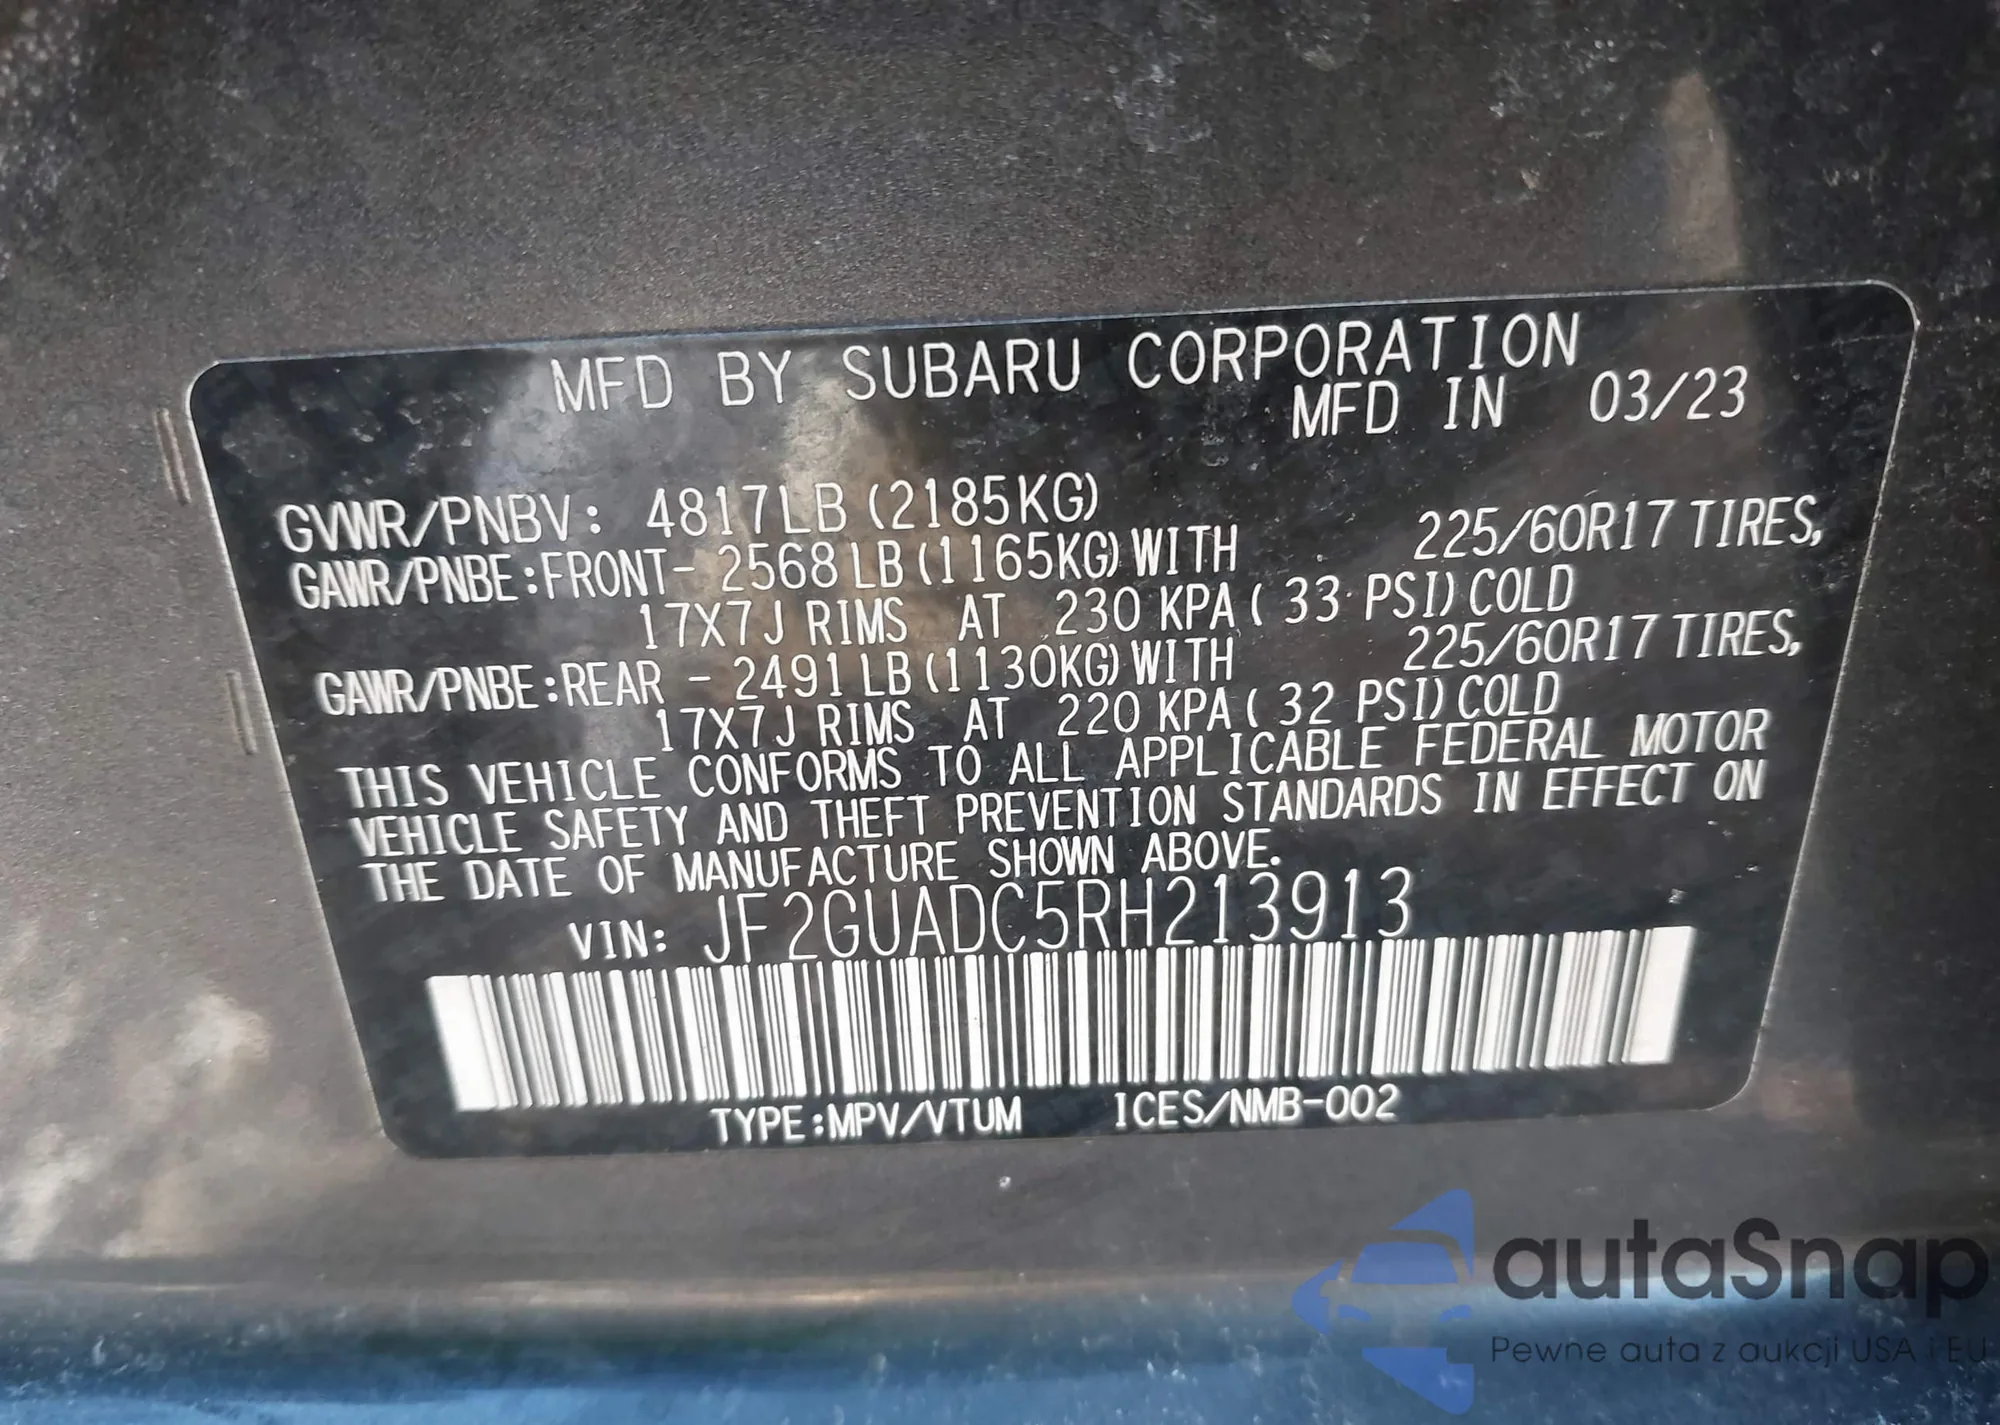 MFD BY SUBARU CORPORATION
MFD IN 03/23
GVWR/PNBV: 4817LB (2185KG)
GAWR/PNBE:FRONT- 2568LB(1165KG)WITH 225/60R17 TIRES,
17X7J RIMS AT 230 KPA( 33 PSI)COLD
GAWR/PNBE:REAR - 2491LB(1130KG)WITH 225/60R17 TIRES,
17X7J RIMS AT 220 KPA( 32 PSI)COLD
THIS VEHICLE CONFORMS TO ALL APPLICABLE FEDERAL MOTOR
VEHICLE SAFETY AND THEFT PREVENTION STANDARDS IN EFFECT ON
THE DATE OF MANUFACTURE SHOWN ABOVE.
VIN: JF2GUADC5RH213913
TYPE:MPV/VTUM ICES/NMB-002
autaSnap
Pewne auta z aukcji USA i EU